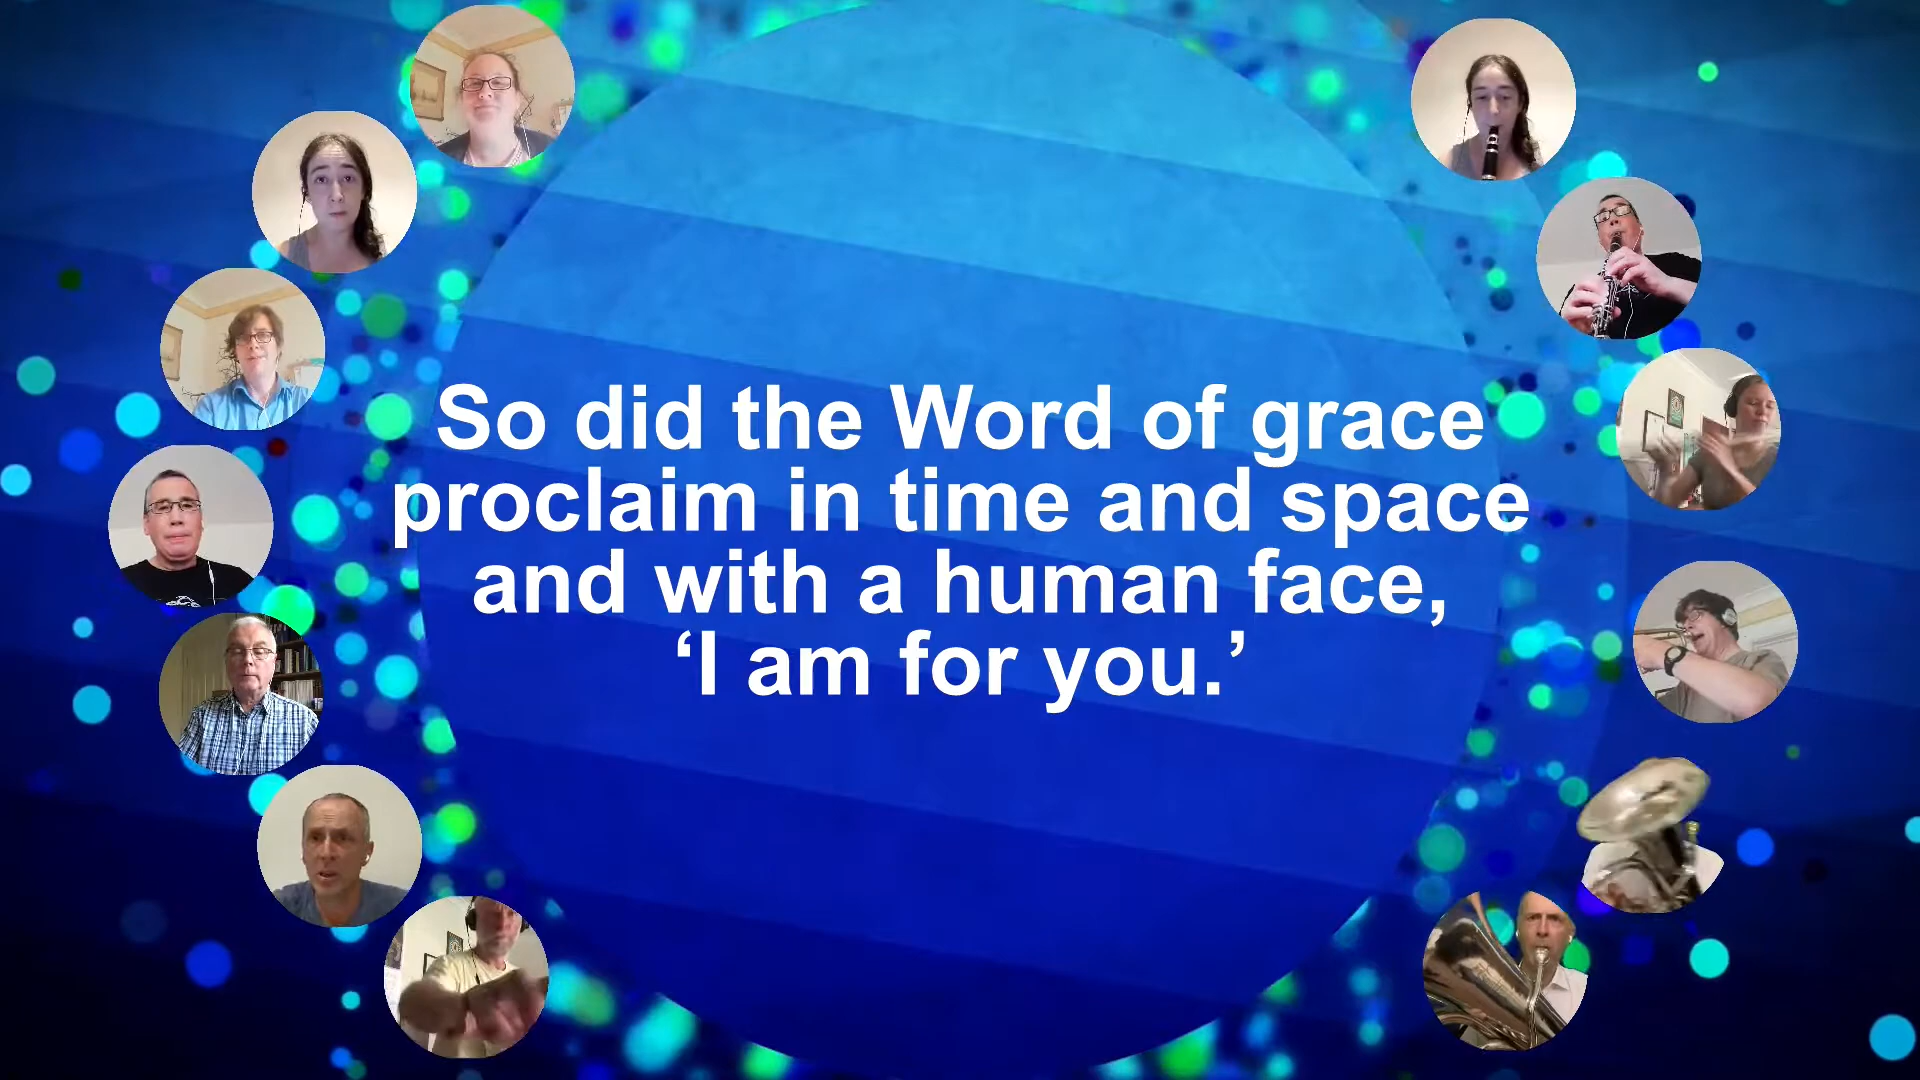 So did the Word of grace
proclaim in time and space
and with a human face,
‘I am for you.’